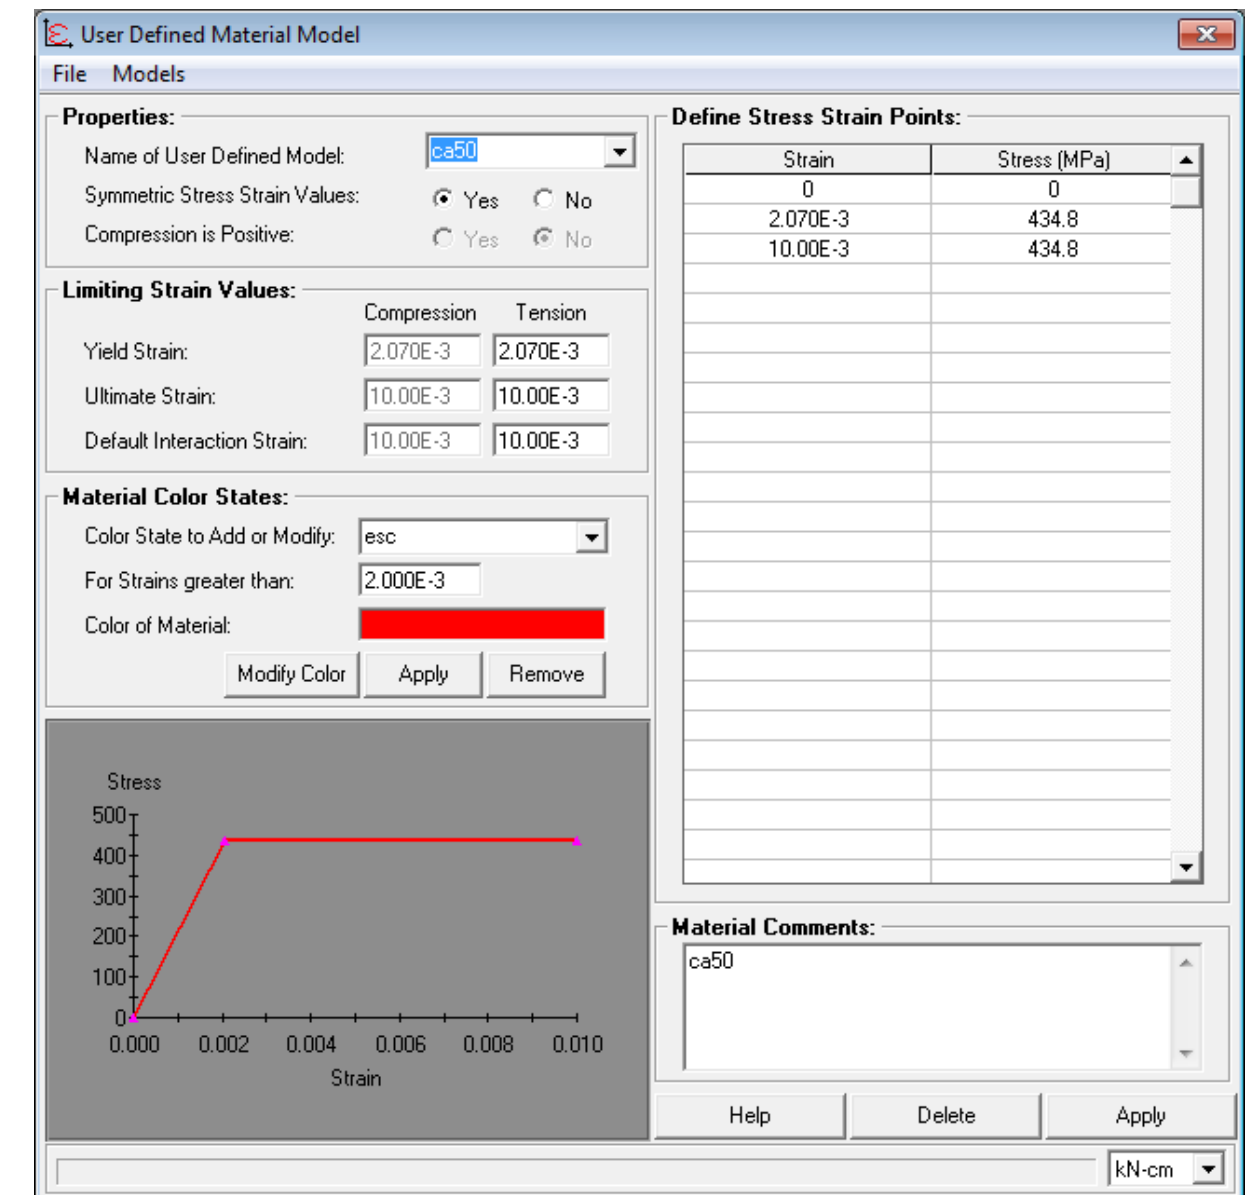 User Defined Material Model
File Models
Properties:
Name of User Defined Model: ca50
Symmetric Stress Strain Values: Yes No
Compression is Positive: Yes No
Limiting Strain Values:
Compression Tension
Yield Strain: 2.070E-3 2.070E-3
Ultimate Strain: 10.00E-3 10.00E-3
Default Interaction Strain: 10.00E-3 10.00E-3
Material Color States:
Color State to Add or Modify: esc
For Strains greater than: 2.000E-3
Color of Material:
Modify Color Apply Remove
Stress
500
400
300
200
100
0
0.000 0.002 0.004 0.006 0.008 0.010
Strain
Define Stress Strain Points:
Strain Stress (MPa)
0 0
2.070E-3 434.8
10.00E-3 434.8
Material Comments:
ca50
Help Delete Apply
kN-cm